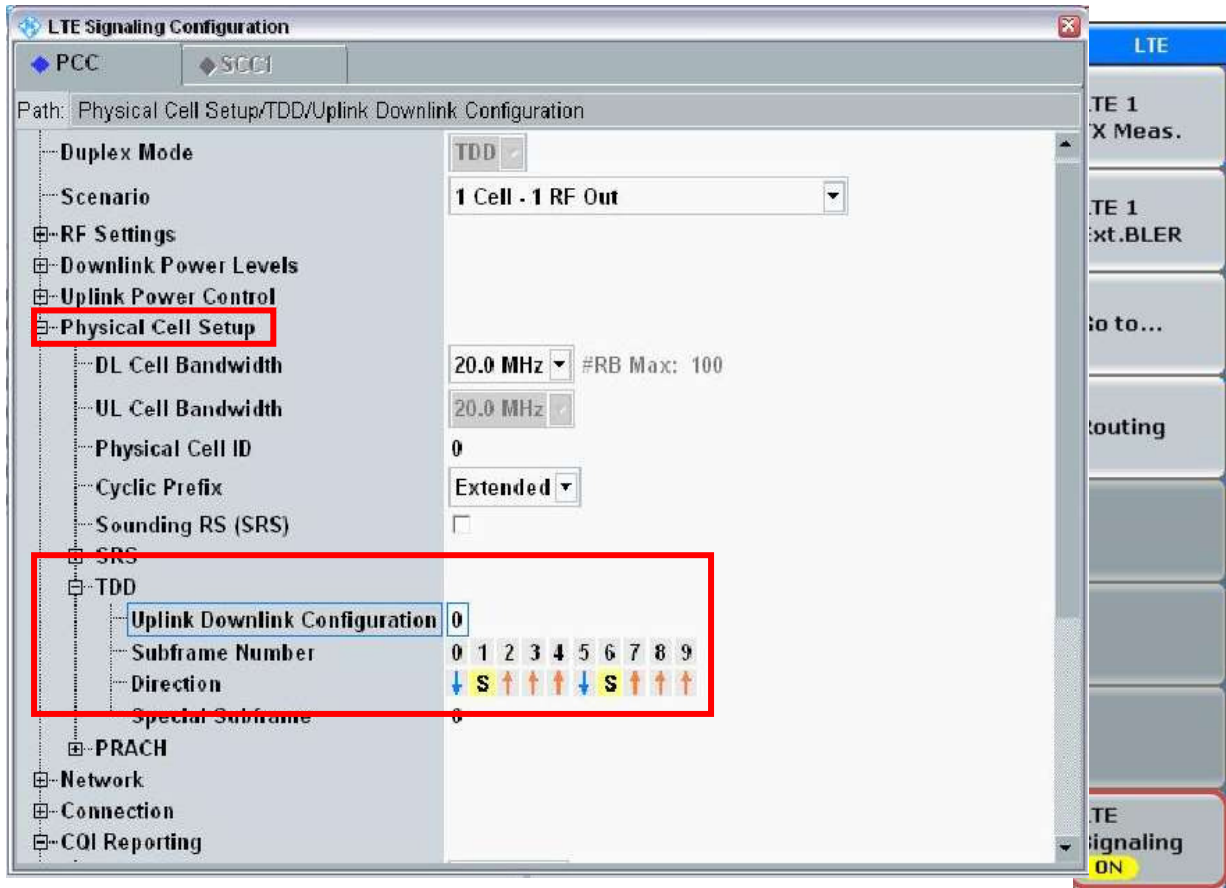 LTE Signaling Configuration
PCC
SCC1
Path: Physical Cell Setup/TDD/Uplink Downlink Configuration
Duplex Mode TDD
Scenario 1 Cell - 1 RF Out
RF Settings
Downlink Power Levels
Uplink Power Control
Physical Cell Setup
DL Cell Bandwidth 20.0 MHz #RB Max: 100
UL Cell Bandwidth 20.0 MHz
Physical Cell ID 0
Cyclic Prefix Extended
Sounding RS (SRS)
SRS
TDD
Uplink Downlink Configuration 0
Subframe Number 0 1 2 3 4 5 6 7 8 9
Direction ↓ S ↑ ↑ ↑ ↓ S ↑ ↑ ↑
Special Subframe 0
PRACH
Network
Connection
CQI Reporting
LTE
TE 1
X Meas.
TE 1
xt.BLER
o to...
outing
TE
ignaling
ON